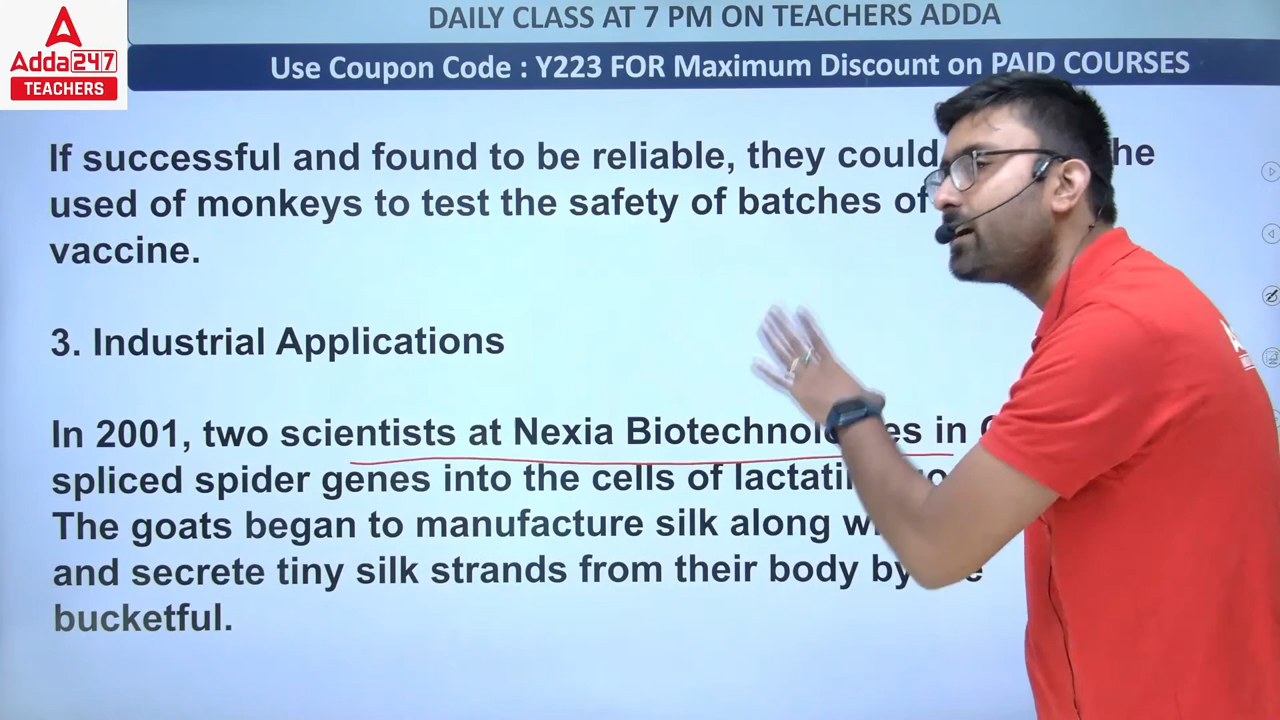 DAILY CLASS AT 7 PM ON TEACHERS ADDA
Adda247
TEACHERS
Use Coupon Code : Y223 FOR Maximum Discount on PAID COURSES
If successful and found to be reliable, they could
used of monkeys to test the safety of batches of
vaccine.
3. Industrial Applications
In 2001, two scientists at Nexia Biotechnologies in
spliced spider genes into the cells of
The goats began to manufacture silk along
and secrete tiny silk strands from their body by
bucketful.